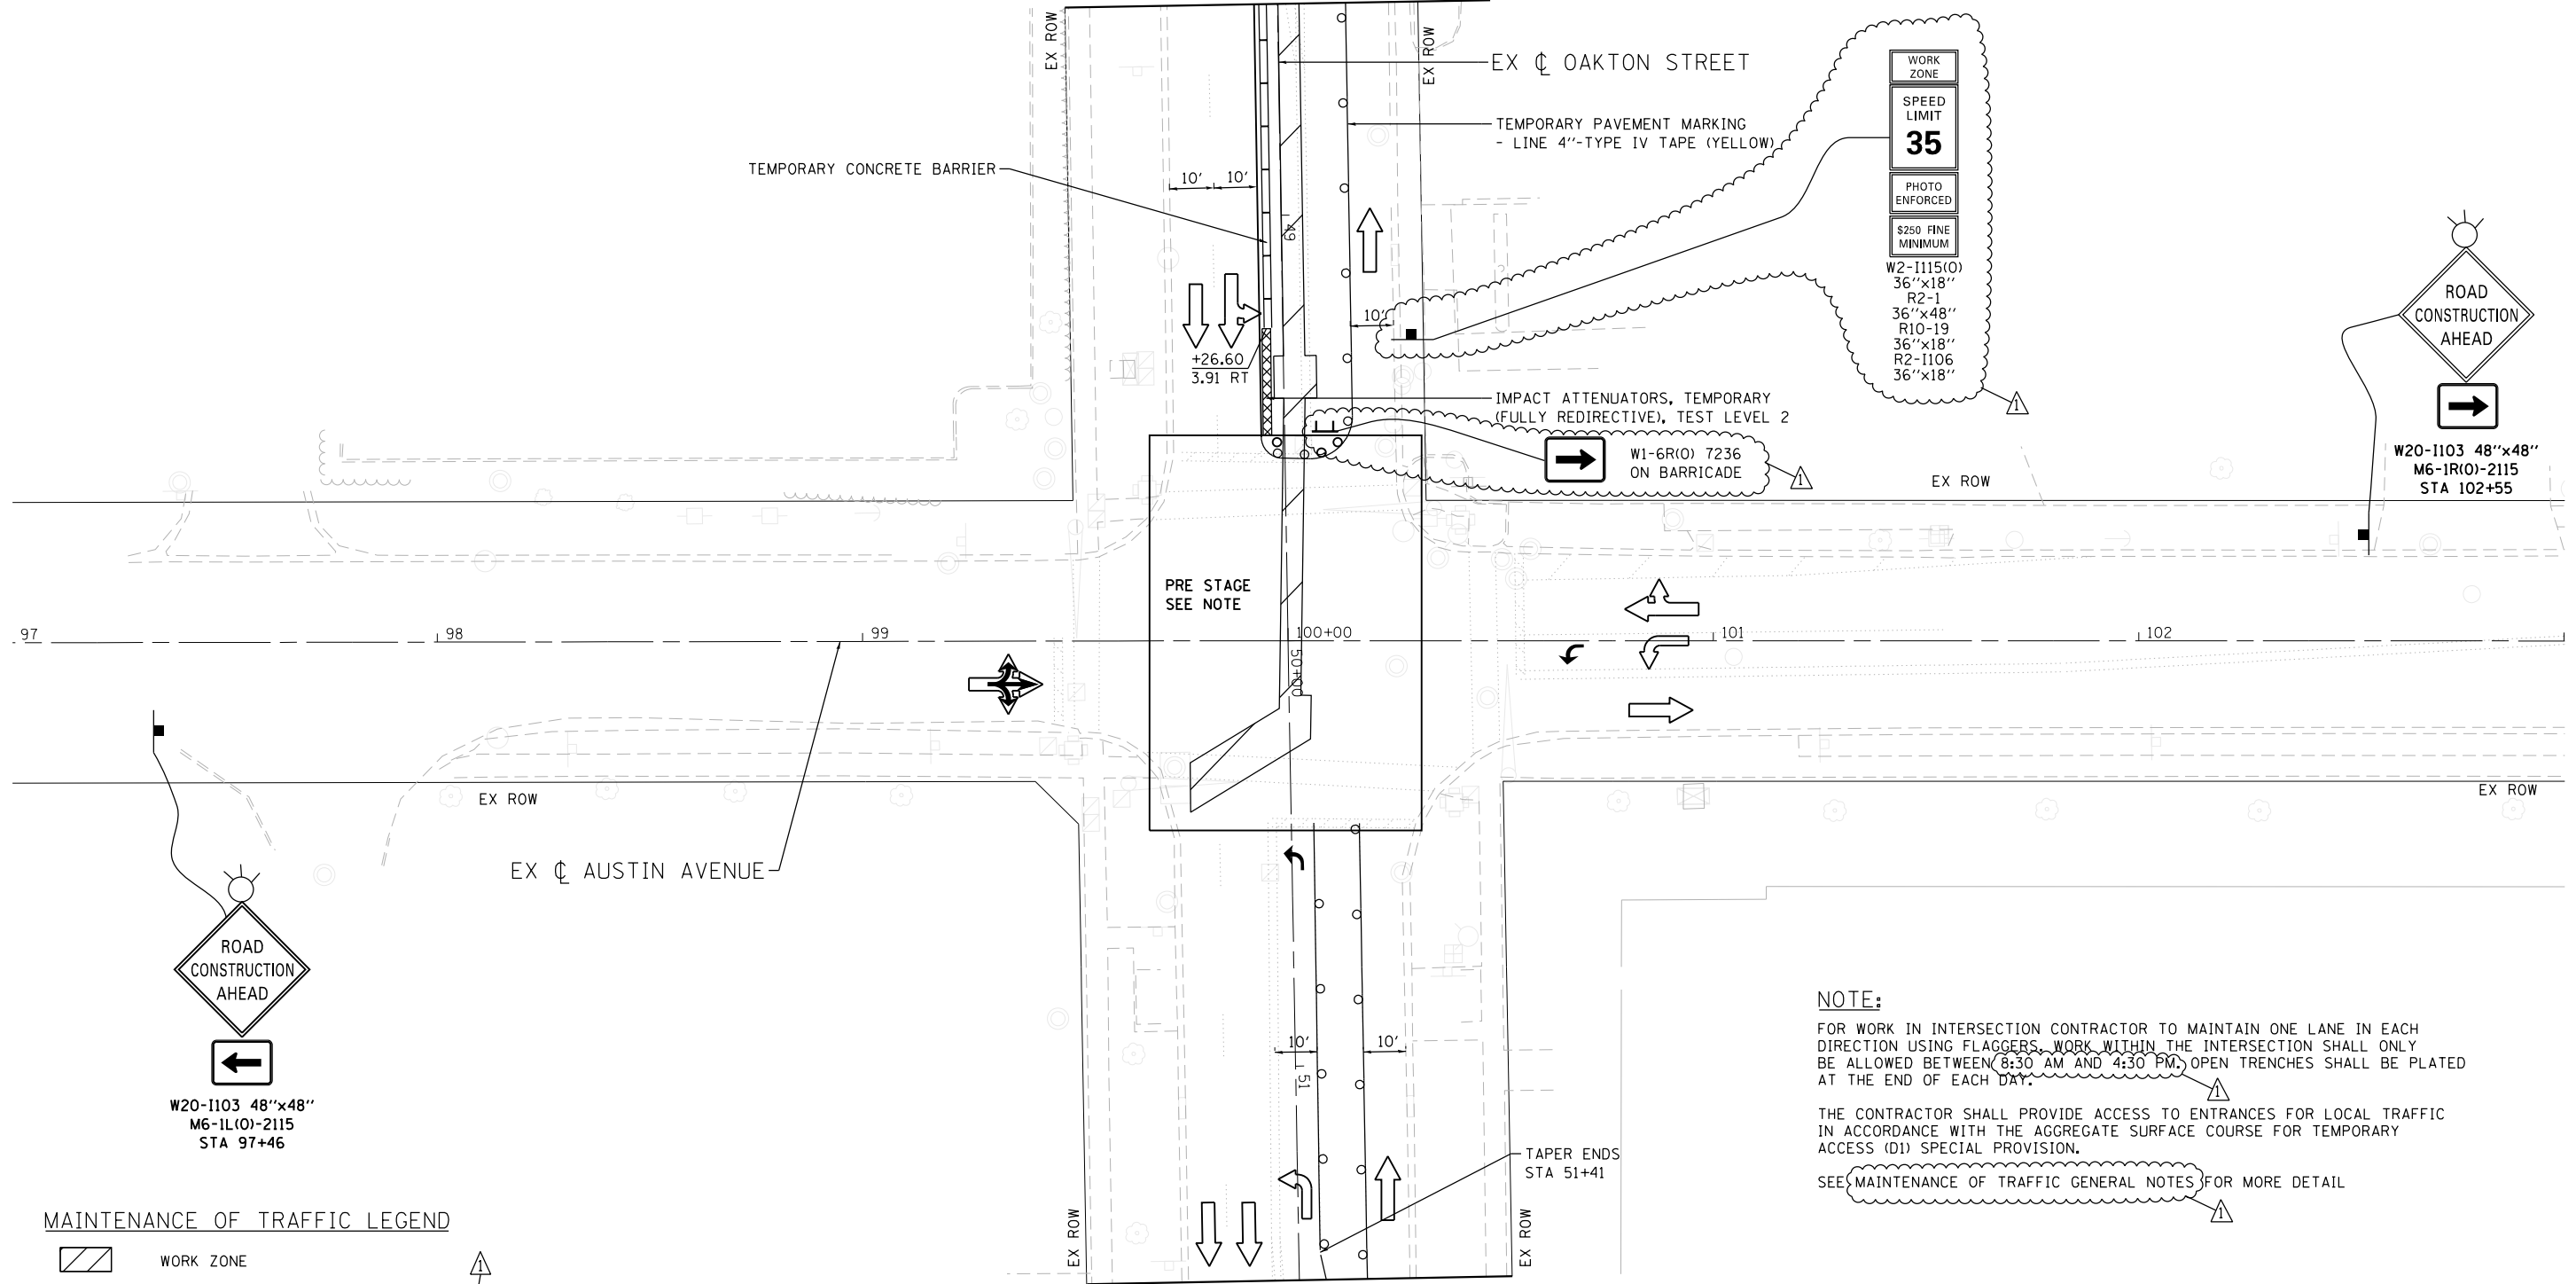 EX ROW
EX ROW
EX ℄ OAKTON STREET
TEMPORARY PAVEMENT MARKING
- LINE 4''-TYPE IV TAPE (YELLOW)
WORK
ZONE
SPEED
LIMIT
35
PHOTO
ENFORCED
$250 FINE
MINIMUM
W2-I115(O)
36''x18''
R2-1
36''x48''
R10-19
36''x18''
R2-I106
36''x18''
1
TEMPORARY CONCRETE BARRIER
10' 10'
49
10'
+26.60
3.91 RT
IMPACT ATTENUATORS, TEMPORARY
(FULLY REDIRECTIVE), TEST LEVEL 2
W1-6R(O) 7236
ON BARRICADE
1
ROAD
CONSTRUCTION
AHEAD
W20-I103 48''x48''
M6-1R(O)-2115
STA 102+55
EX ROW
PRE STAGE
SEE NOTE
97 98 99 100+00 101 102
50+00
EX ROW
EX ROW
EX ℄ AUSTIN AVENUE
ROAD
CONSTRUCTION
AHEAD
W20-I103 48''x48''
M6-1L(O)-2115
STA 97+46
10' 10'
51
TAPER ENDS
STA 51+41
EX ROW
EX ROW
NOTE:
FOR WORK IN INTERSECTION CONTRACTOR TO MAINTAIN ONE LANE IN EACH
DIRECTION USING FLAGGERS. WORK WITHIN THE INTERSECTION SHALL ONLY
BE ALLOWED BETWEEN 8:30 AM AND 4:30 PM. OPEN TRENCHES SHALL BE PLATED
AT THE END OF EACH DAY.
1
THE CONTRACTOR SHALL PROVIDE ACCESS TO ENTRANCES FOR LOCAL TRAFFIC
IN ACCORDANCE WITH THE AGGREGATE SURFACE COURSE FOR TEMPORARY
ACCESS (D1) SPECIAL PROVISION.
SEE MAINTENANCE OF TRAFFIC GENERAL NOTES FOR MORE DETAIL
1
MAINTENANCE OF TRAFFIC LEGEND
WORK ZONE
1